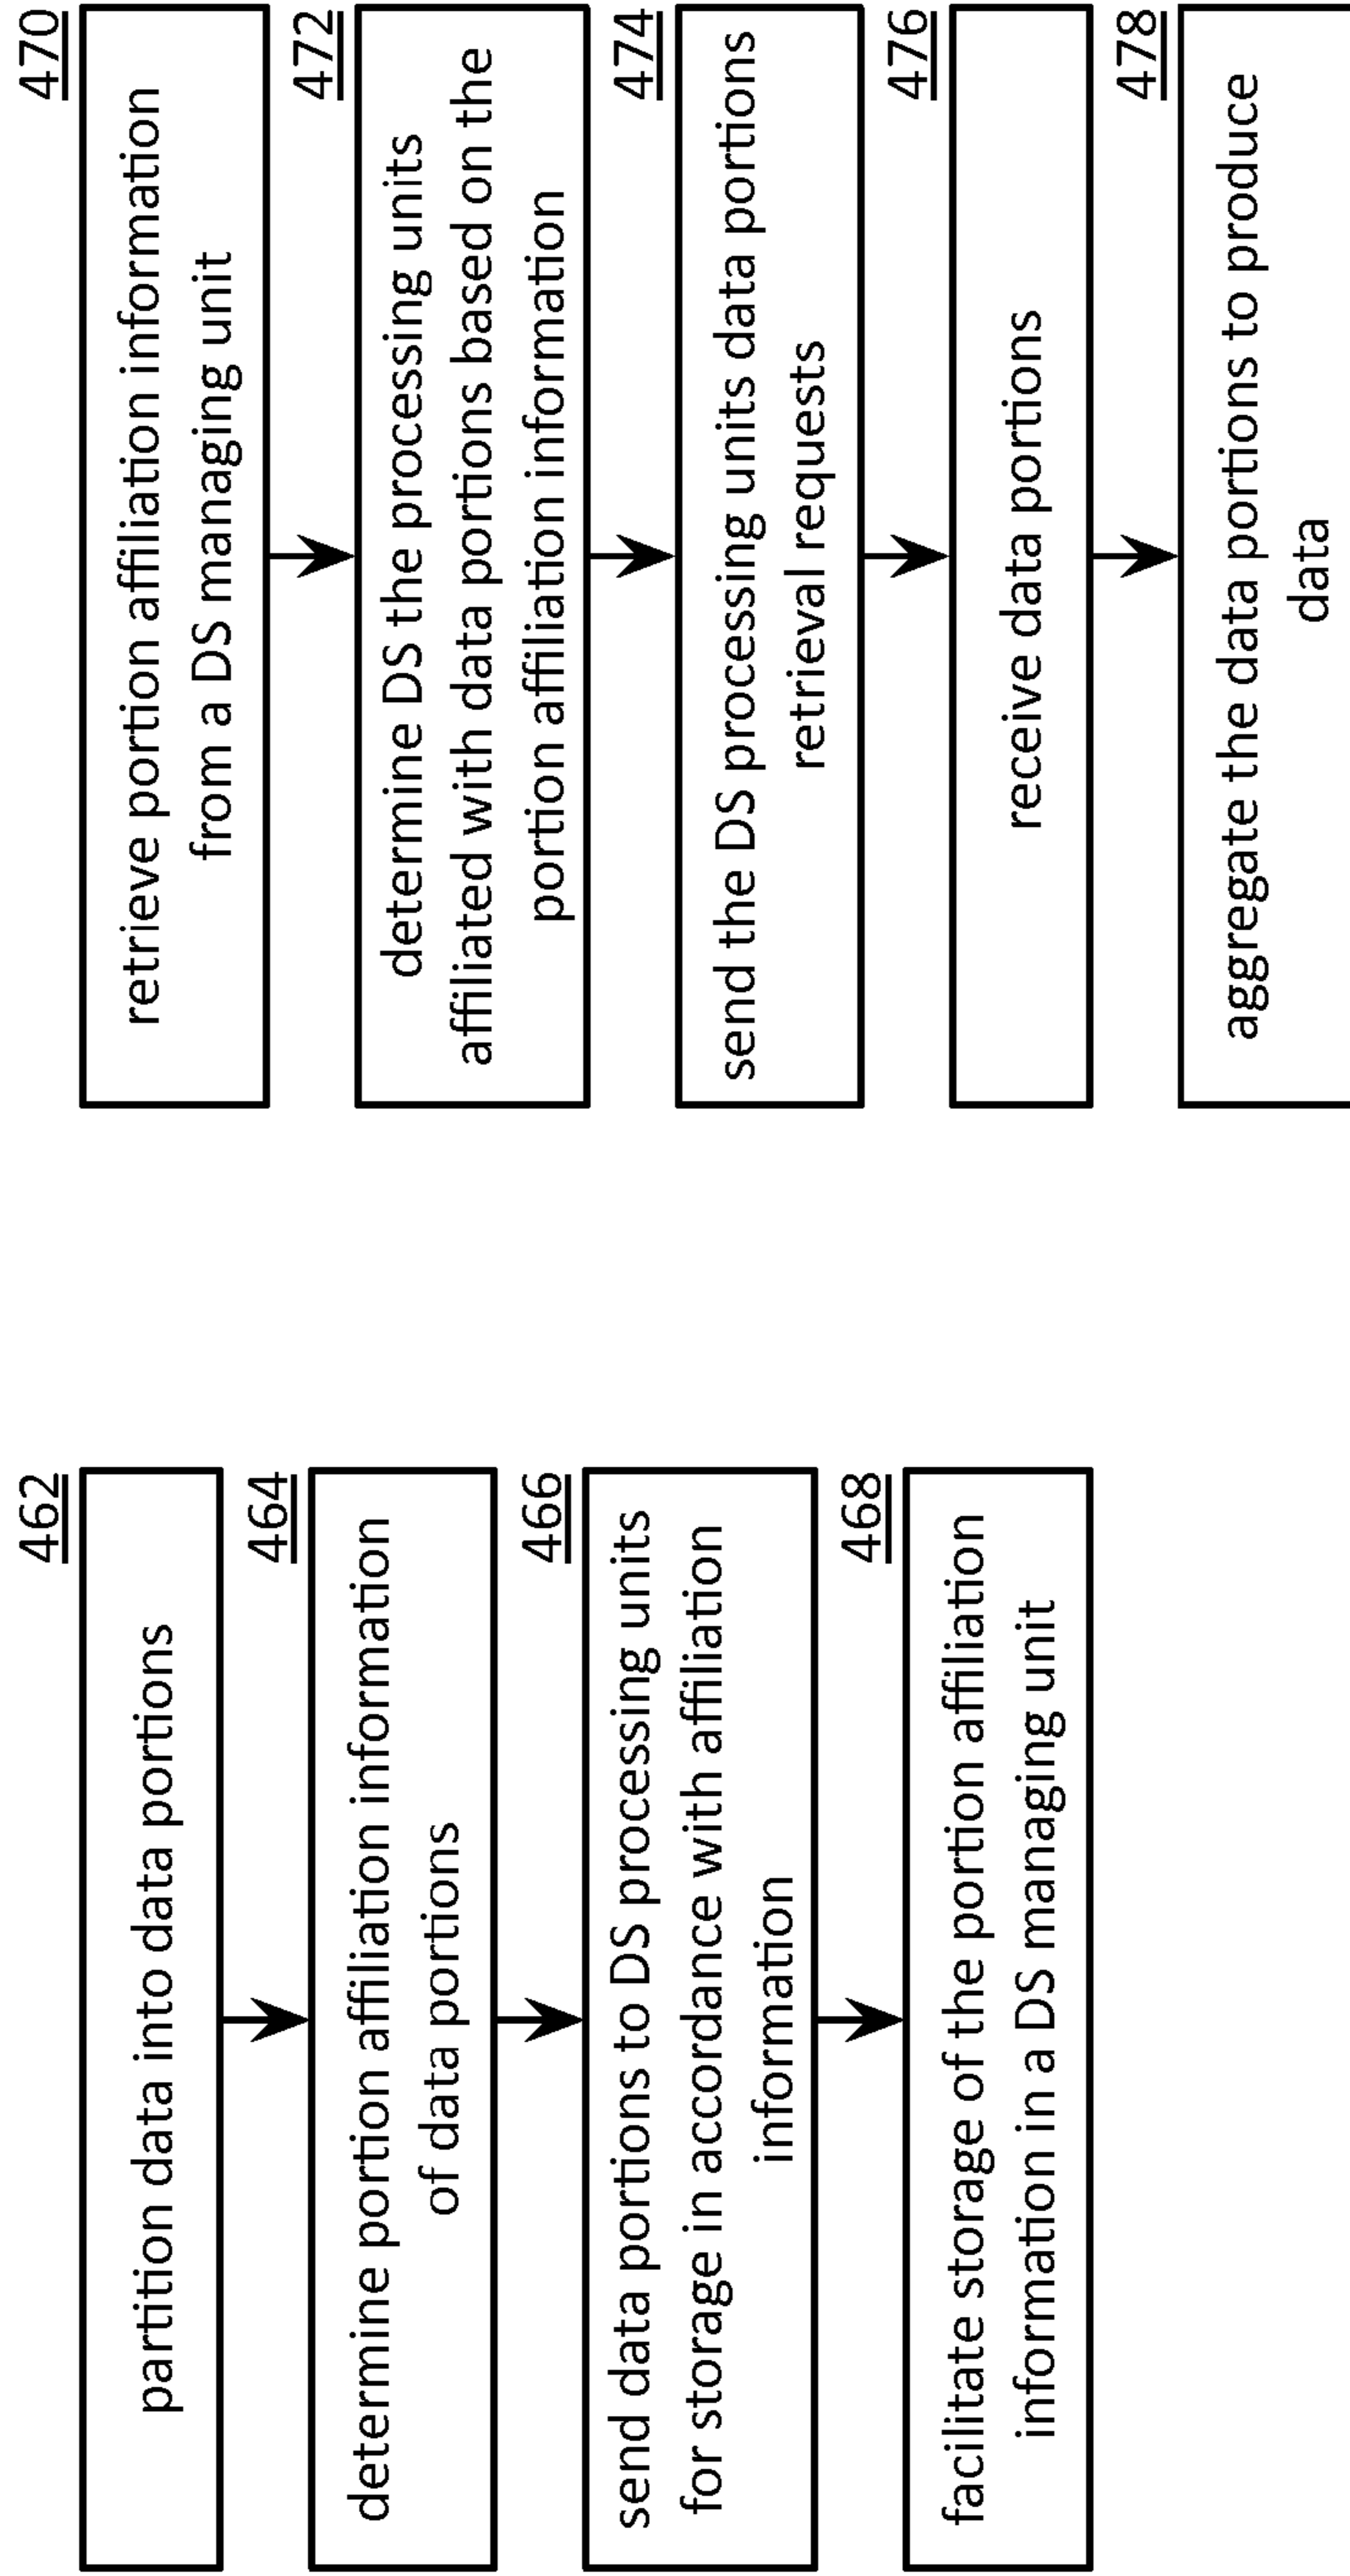 462
partition data into data portions
464
determine portion affiliation information
of data portions
466
send data portions to DS processing units
for storage in accordance with affiliation
information
468
facilitate storage of the portion affiliation
information in a DS managing unit
470
retrieve portion affiliation information
from a DS managing unit
472
determine DS the processing units
affiliated with data portions based on the
portion affiliation information
474
send the DS processing units data portions
retrieval requests
476
receive data portions
478
aggregate the data portions to produce
data